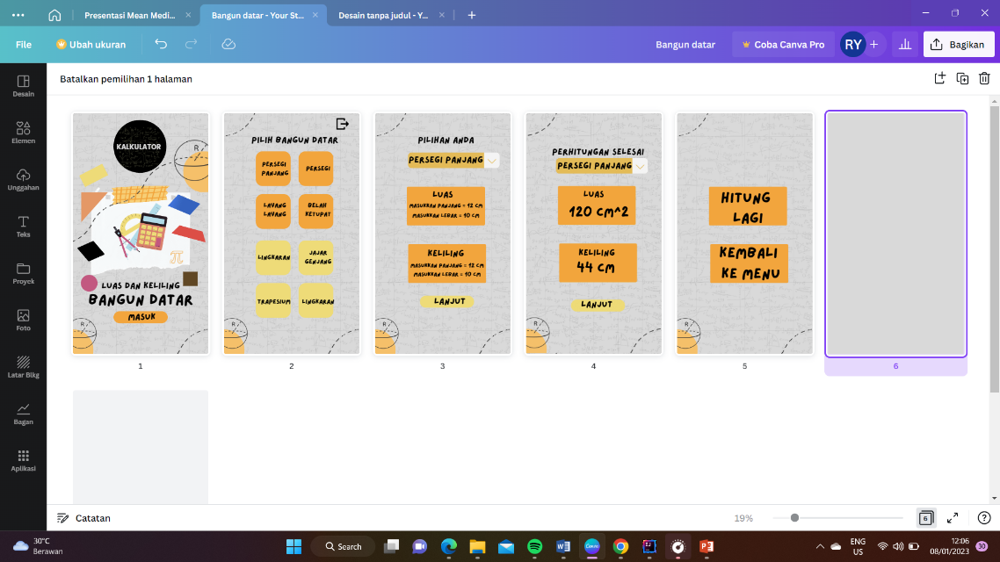 Presentasi Mean Medi...
Bangun datar - Your St...
Desain tanpa judul - Y...
File
Ubah ukuran
Bangun datar
Coba Canva Pro
RY
Bagikan
Desain
Elemen
Unggahan
Teks
Proyek
Foto
Latar Blkg
Bagan
Aplikasi
Batalkan pemilihan 1 halaman
KALKULATOR
R
π
LUAS DAN KELILING
BANGUN DATAR
MASUK
R
1
PILIH BANGUN DATAR
PERSEGI
PANJANG
PERSEGI
LAYANG
LAYANG
BELAH
KETUPAT
LINGKARAN
JAJAR
GENJANG
TRAPESIUM
LINGKARAN
R
2
PILIHAN ANDA
PERSEGI PANJANG
LUAS
MASUKKAN PANJANG = 12 CM
MASUKKAN LEBAR = 10 CM
KELILING
MASUKKAN PANJANG = 12 CM
MASUKKAN LEBAR = 10 CM
LANJUT
R
3
PERHITUNGAN SELESAI
PERSEGI PANJANG
LUAS
120 CM^2
KELILING
44 CM
LANJUT
R
4
HITUNG
LAGI
KEMBALI
KE MENU
R
5
6
Catatan
19%
6
30°C
Berawan
Search
ENG
US
12:06
08/01/2023
30